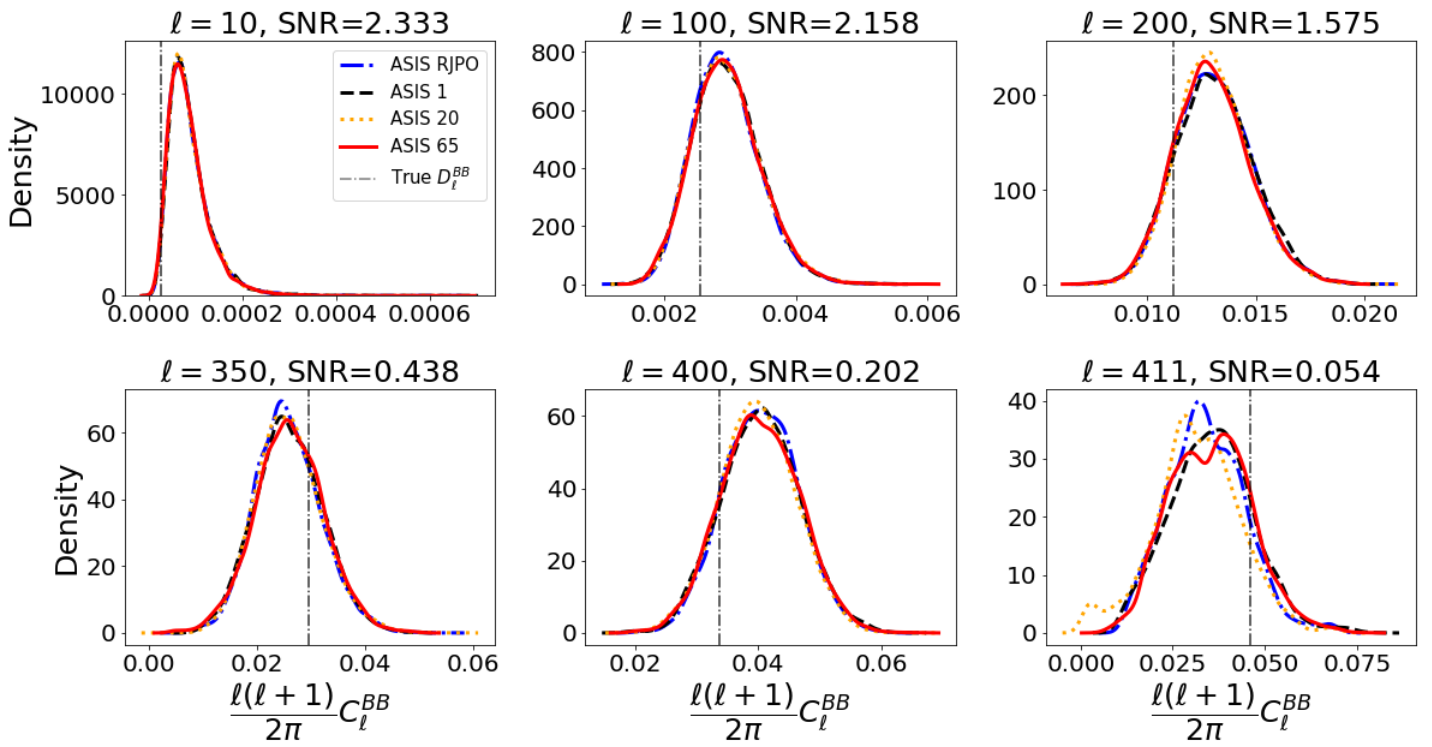 ℓ = 10, SNR=2.333
ℓ = 100, SNR=2.158
ℓ = 200, SNR=1.575
Density
10000
5000
0
0.0000 0.0002 0.0004 0.0006
ASIS RJPO
ASIS 1
ASIS 20
ASIS 65
True D_ℓ^{BB}
800
600
400
200
0
0.002 0.004 0.006
200
100
0
0.010 0.015 0.020
ℓ = 350, SNR=0.438
ℓ = 400, SNR=0.202
ℓ = 411, SNR=0.054
Density
60
40
20
0
0.00 0.02 0.04 0.06
ℓ(ℓ + 1)/2π C_ℓ^{BB}
60
40
20
0
0.02 0.04 0.06
ℓ(ℓ + 1)/2π C_ℓ^{BB}
40
30
20
10
0
0.000 0.025 0.050 0.075
ℓ(ℓ + 1)/2π C_ℓ^{BB}